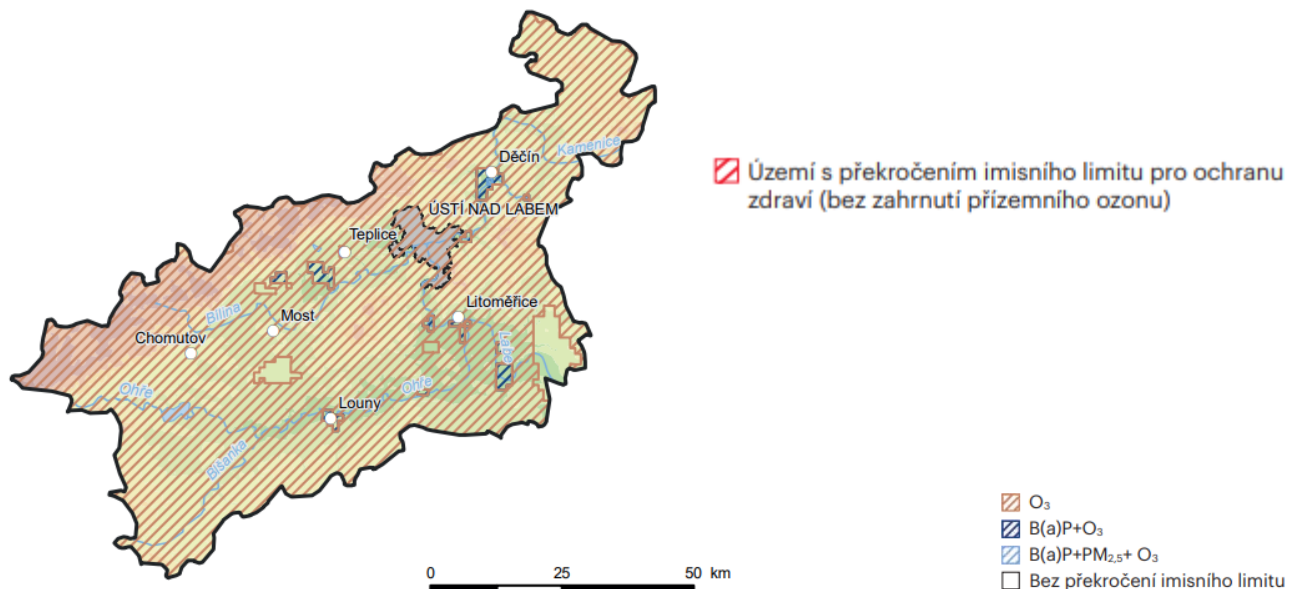 Kamenice
Děčín
Území s překročením imisního limitu pro ochranu
zdraví (bez zahrnutí přízemního ozonu)
ÚSTÍ NAD LABEM
Teplice
Bílina
Most
Litoměřice
Chomutov
Labe
Ohře
Ohře
Louny
Blšanka
0 25 50 km
O₃
B(a)P+O₃
B(a)P+PM₂,₅+ O₃
Bez překročení imisního limitu